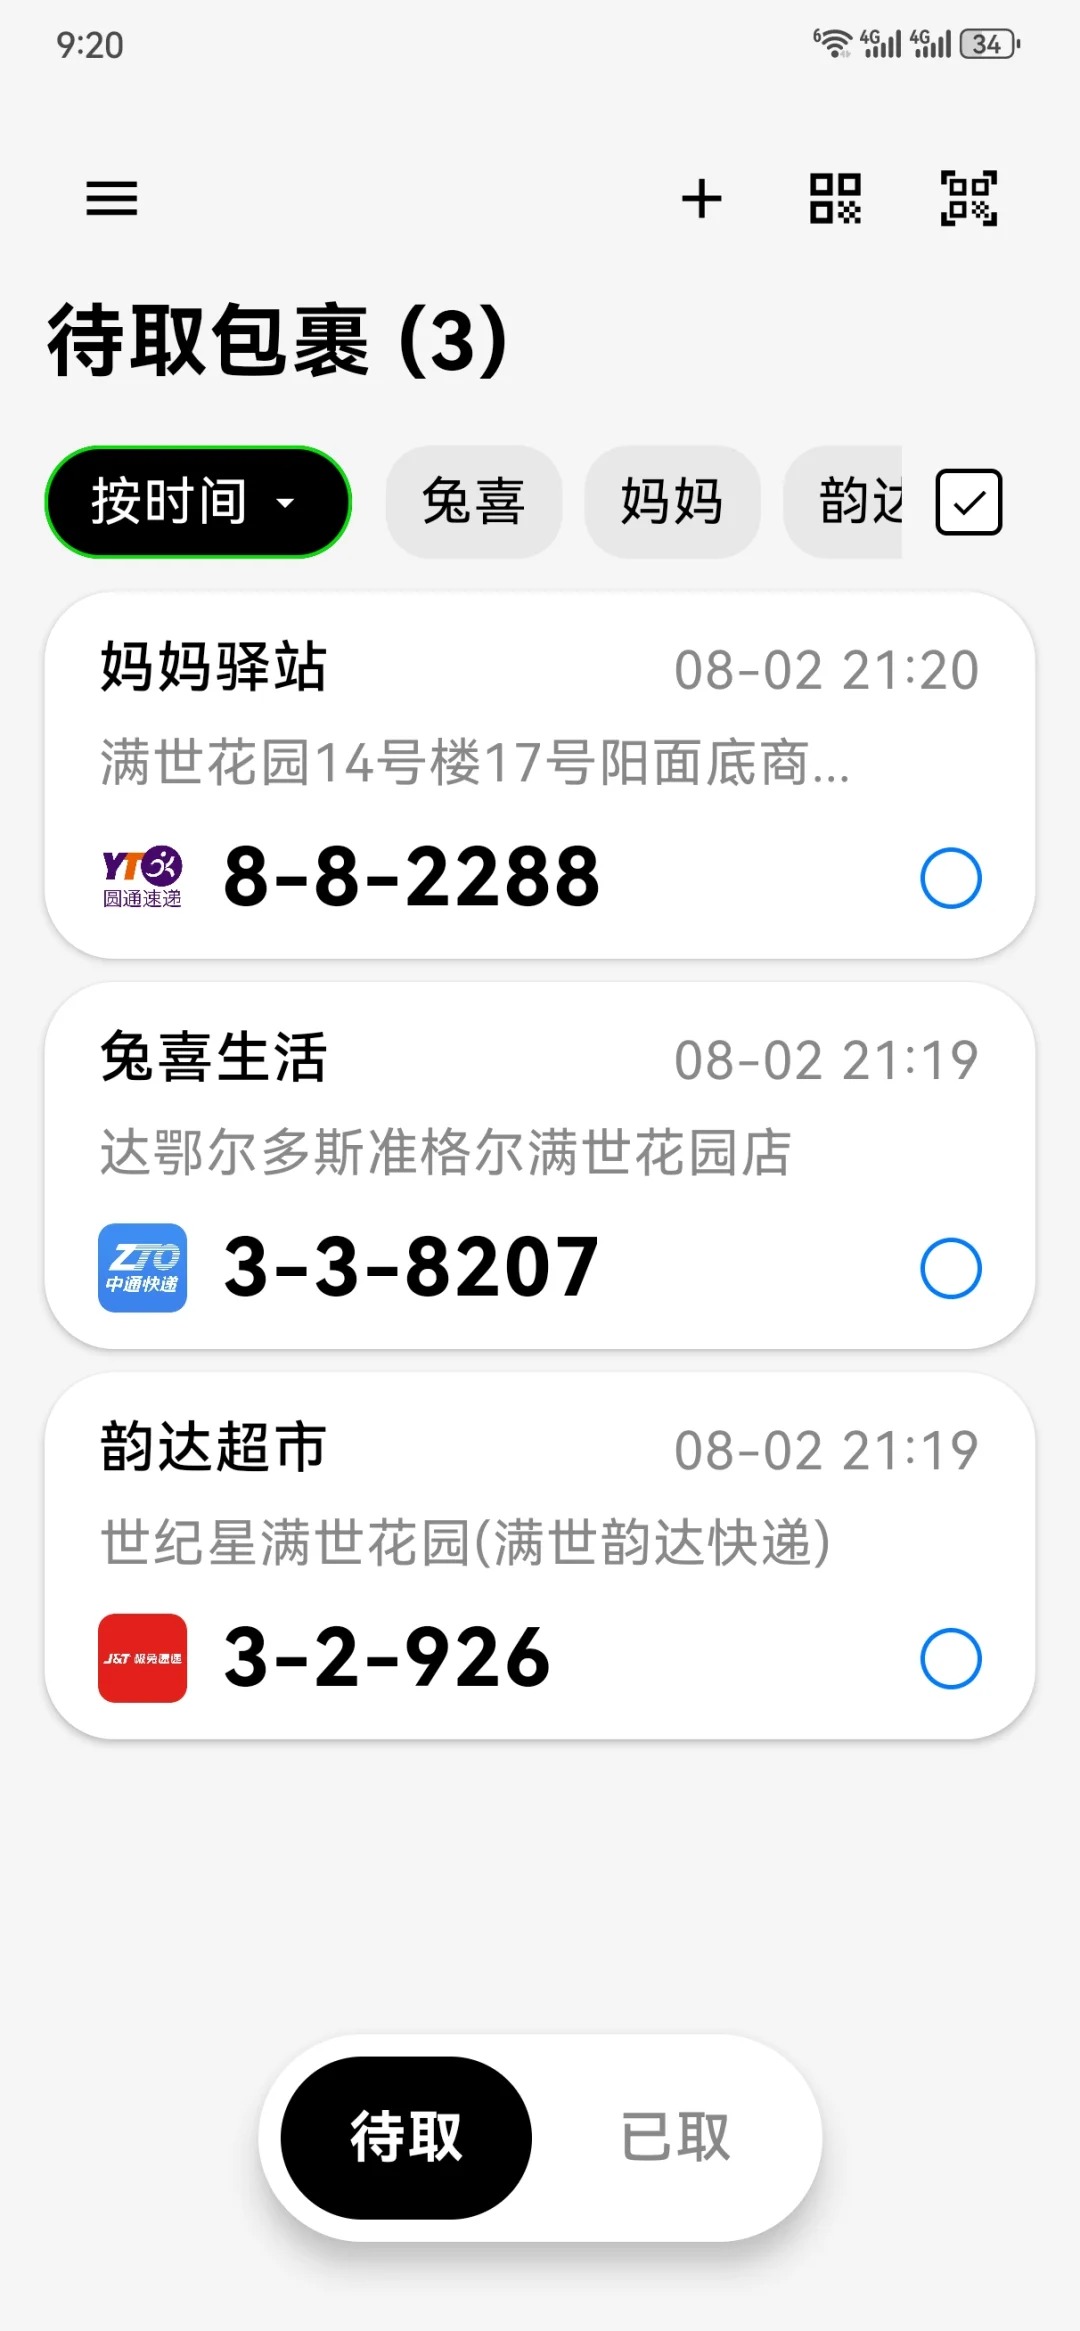 9:20
6 4G 4G 34
待取包裹 (3)
按时间 兔喜 妈妈 韵达
妈妈驿站 08-02 21:20
满世花园14号楼17号阳面底商...
YTO 圆通速递 8-8-2288
兔喜生活 08-02 21:19
达鄂尔多斯准格尔满世花园店
ZTO 中通快递 3-3-8207
韵达超市 08-02 21:19
世纪星满世花园(满世韵达快递)
J&T 极兔速递 3-2-926
待取 已取